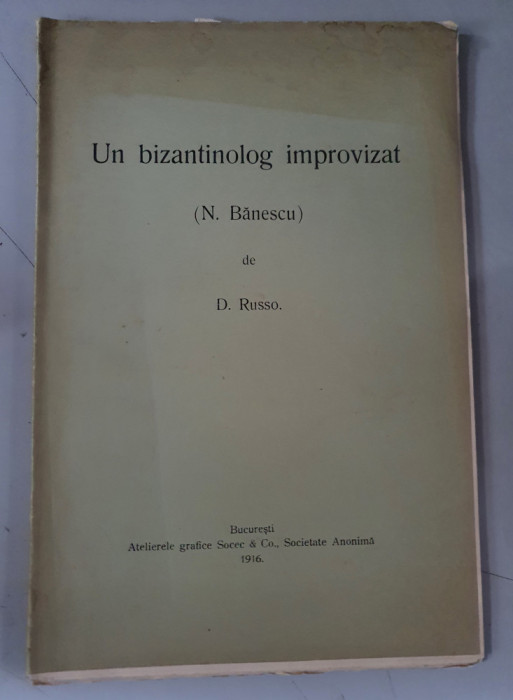 Un bizantinolog improvizat
(N. Bănescu)
de
D. Russo.
București
Atelierele grafice Socec & Co., Societate Anonimă
1916.